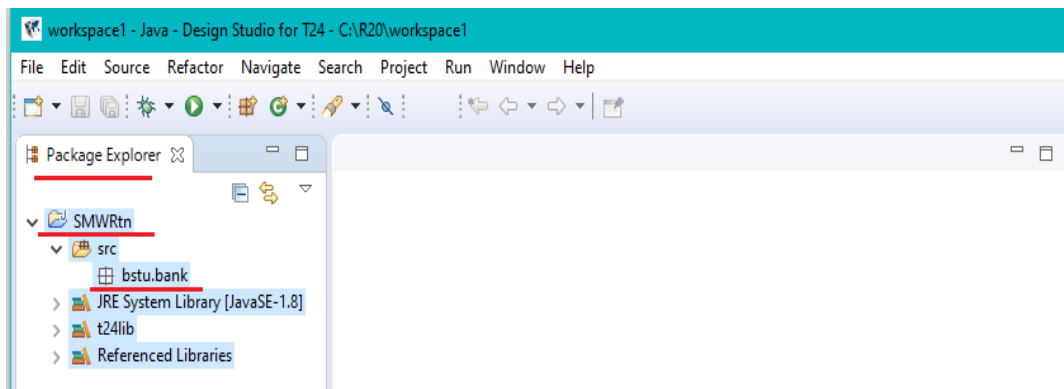 workspace1 - Java - Design Studio for T24 - C:\R20\workspace1
File Edit Source Refactor Navigate Search Project Run Window Help
Package Explorer
SMWRtn
src
bstu.bank
JRE System Library [JavaSE-1.8]
t24lib
Referenced Libraries